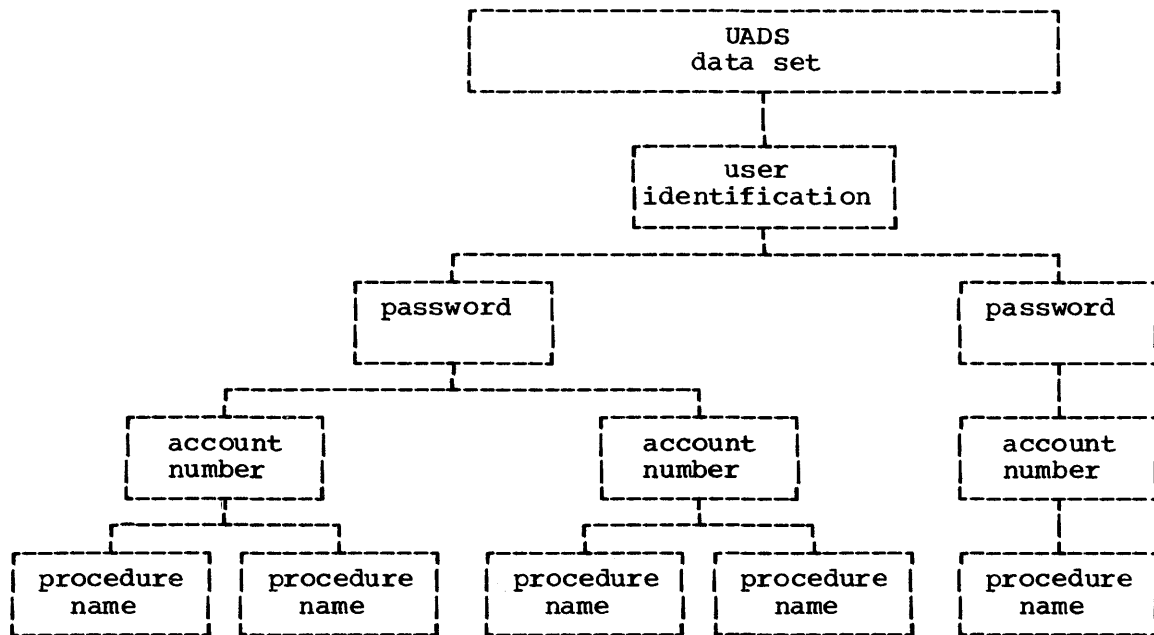 UADS
data set
user
identification
password
password
account
number
account
number
account
number
procedure
name
procedure
name
procedure
name
procedure
name
procedure
name